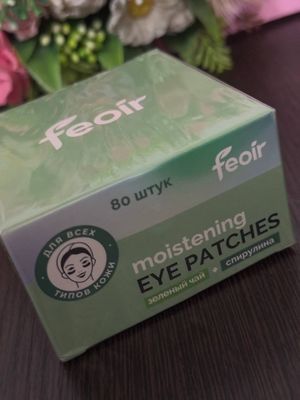 feoir
80 штук
feoir
ДЛЯ ВСЕХ
ТИПОВ КОЖИ
moistening
EYE PATCHES
зеленый чай + спирулина